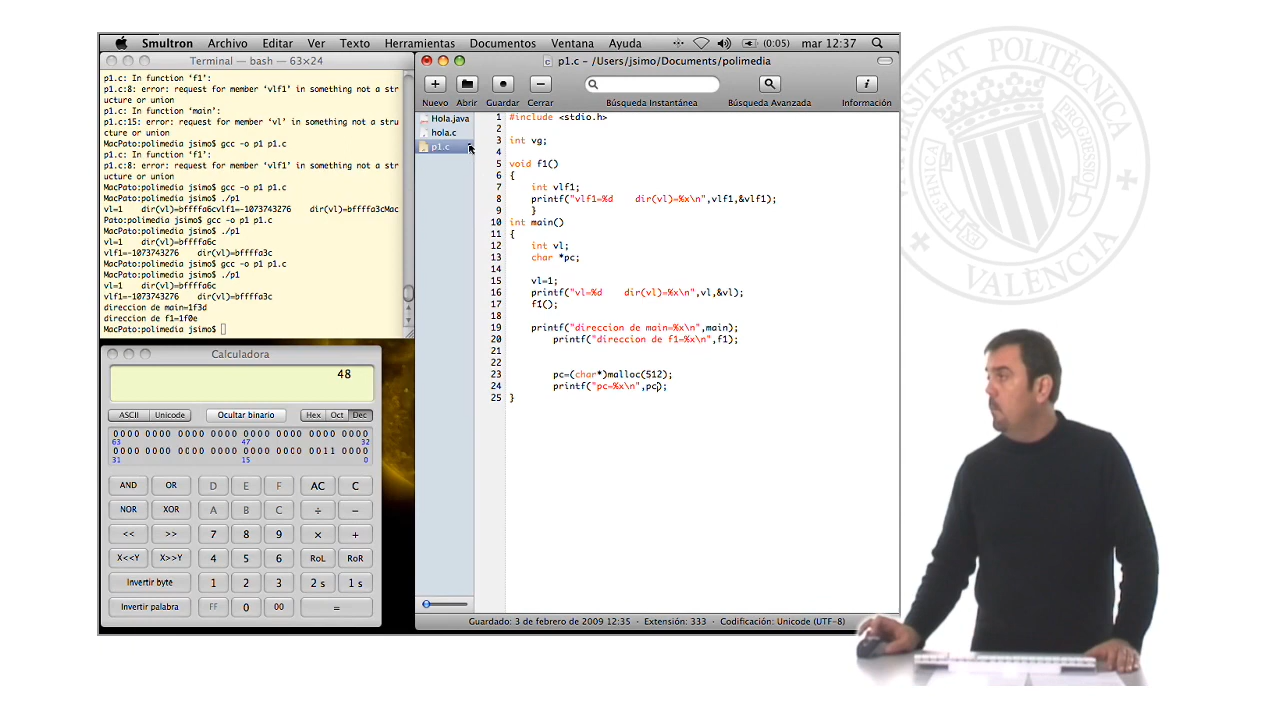 Smultron Archivo Editar Ver Texto Herramientas Documentos Ventana Ayuda (0:05) mar 12:37
Terminal — bash — 63×24
p1.c: In function 'f1':
p1.c:8: error: request for member 'vlf1' in something not a str
ucture or union
p1.c: In function 'main':
p1.c:15: error: request for member 'vl' in something not a stru
cture or union
MacPato:polimedia jsimo$ gcc -o p1 p1.c
p1.c: In function 'f1':
p1.c:8: error: request for member 'vlf1' in something not a str
ucture or union
MacPato:polimedia jsimo$ gcc -o p1 p1.c
MacPato:polimedia jsimo$ ./p1
vl=1 dir(vl)=bffffa6cvlf1=-1073743276 dir(vl)=bffffa3cMac
Pato:polimedia jsimo$ gcc -o p1 p1.c
MacPato:polimedia jsimo$ ./p1
vl=1 dir(vl)=bffffa6c
vlf1=-1073743276 dir(vl)=bffffa3c
MacPato:polimedia jsimo$ gcc -o p1 p1.c
MacPato:polimedia jsimo$ ./p1
vl=1 dir(vl)=bffffa6c
vlf1=-1073743276 dir(vl)=bffffa3c
direccion de main=1f3d
direccion de f1=1f0e
MacPato:polimedia jsimo$
Calculadora
48
ASCII Unicode Ocultar binario Hex Oct Dec
0000 0000 0000 0000 0000 0000 0000 0000
63 47 32
0000 0000 0000 0000 0000 0000 0011 0000
31 15 0
AND OR D E F AC C
NOR XOR A B C ÷ −
<< >> 7 8 9 × +
X<<Y X>>Y 4 5 6 RoL RoR
Invertir byte 1 2 3 2 s 1 s
Invertir palabra FF 0 00 =
p1.c – /Users/jsimo/Documents/polimedia
Nuevo Abrir Guardar Cerrar Búsqueda Instantánea Búsqueda Avanzada Información
Hola.java
hola.c
p1.c
1 #include <stdio.h>
2
3 int vg;
4
5 void f1()
6 {
7 int vlf1;
8 printf("vlf1=%d dir(vl)=%x\n",vlf1,&vlf1);
9 }
10 int main()
11 {
12 int vl;
13 char *pc;
14
15 vl=1;
16 printf("vl=%d dir(vl)=%x\n",vl,&vl);
17 f1();
18
19 printf("direccion de main=%x\n",main);
20 printf("direccion de f1=%x\n",f1);
21
22
23 pc=(char*)malloc(512);
24 printf("pc=%x\n",pc);
25 }
Guardado: 3 de febrero de 2009 12:35 - Extensión: 333 - Codificación: Unicode (UTF-8)
UNIVERSITAT POLITÈCNICA
DE VALÈNCIA